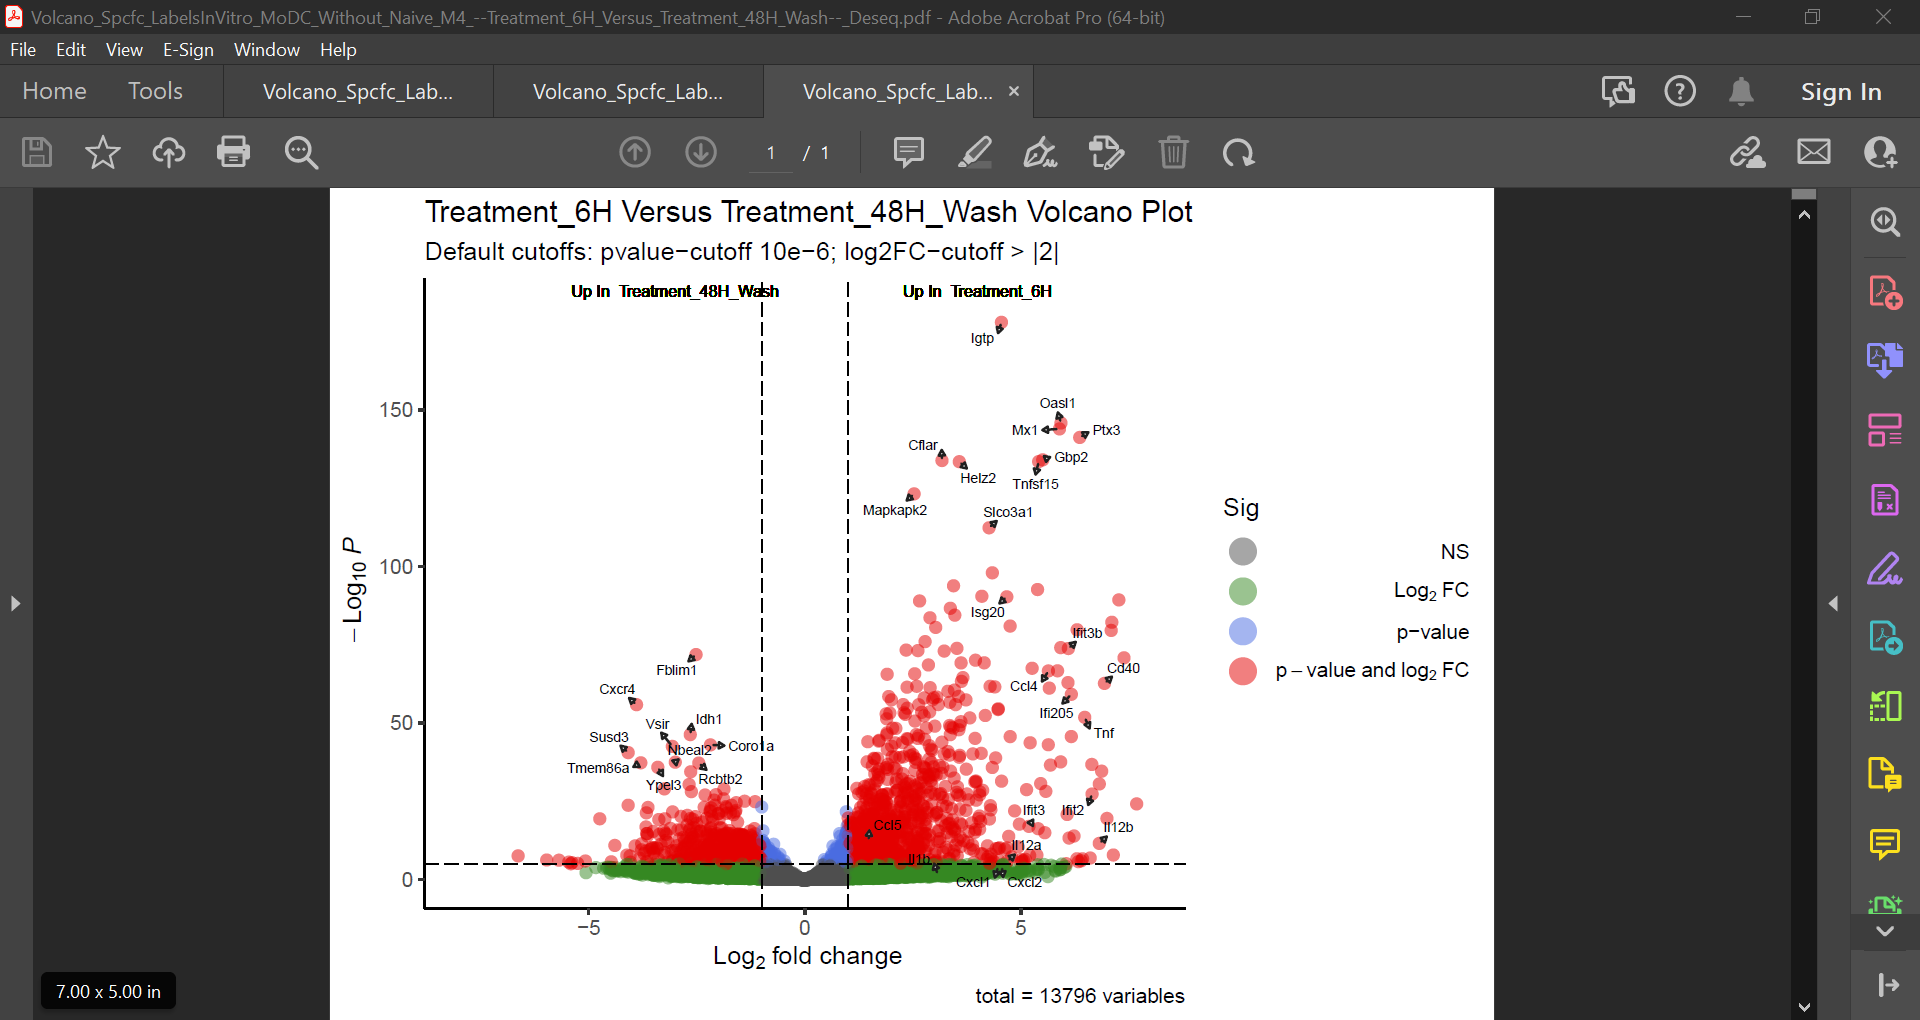 Volcano_Spcfc_LabelsInVitro_MoDC_Without_Naive_M4_--Treatment_6H_Versus_Treatment_48H_Wash--_Deseq.pdf - Adobe Acrobat Pro (64-bit)
File Edit View E-Sign Window Help
Home Tools Volcano_Spcfc_Lab... Volcano_Spcfc_Lab... Volcano_Spcfc_Lab... × Sign In
1 / 1
Treatment_6H Versus Treatment_48H_Wash Volcano Plot
Default cutoffs: pvalue−cutoff 10e−6; log2FC−cutoff > |2|
Up In Treatment_48H_Wash Up In Treatment_6H
Igtp
Oasl1
150
Mx1 Ptx3
Cflar
Gbp2
Helz2
Tnfsf15
Mapkapk2
Slco3a1
Sig
NS
100
Log₂ FC
−Log₁₀ P
Isg20
p−value
Ifit3b
Fblim1
Cd40
p − value and log₂ FC
Ccl4
Cxcr4
Ifi205
50
Idh1
Vsir
Tnf
Susd3
Nbeal2 Coro1a
Tmem86a
Ypel3 Rcbtb2
Ifit3 Ifit2
Ccl5
Il12b
Il12a
Il1b
0
Cxcl1 Cxcl2
−5 0 5
Log₂ fold change
7.00 x 5.00 in
total = 13796 variables